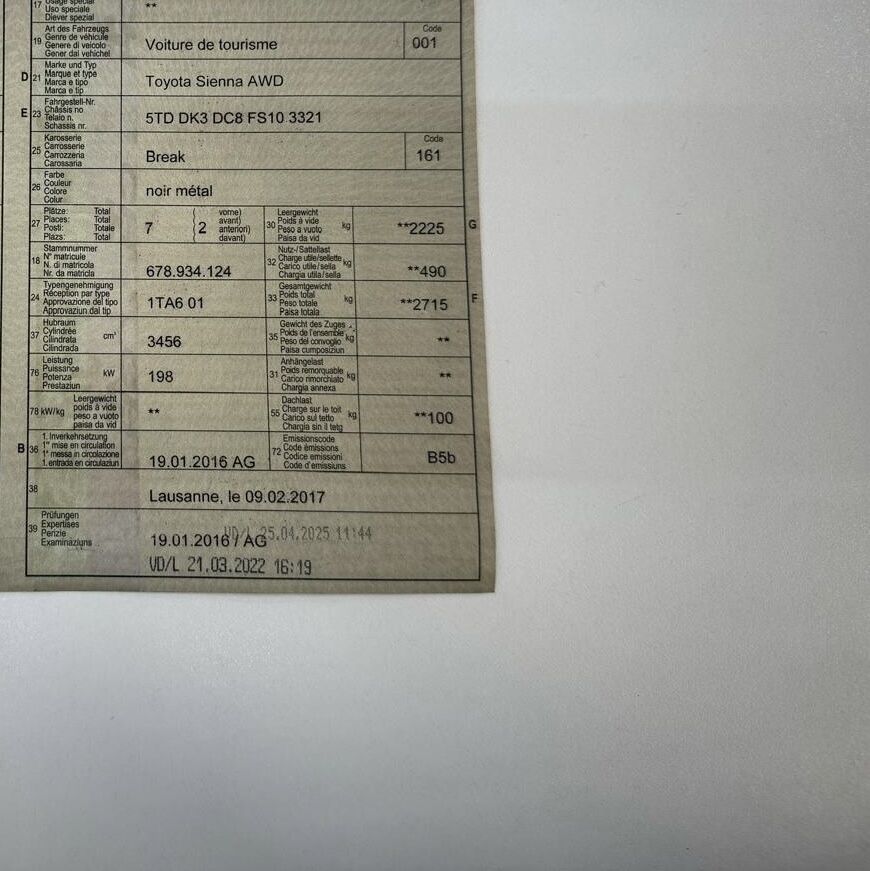 17 Usage spécial **
Uso speciale
Diever spezial
Art des Fahrzeugs Code
19 Genre de véhicule Voiture de tourisme 001
Genere di veicolo
Gener dal vehichel
Marke und Typ
D 21 Marque et type Toyota Sienna AWD
Marca e tipo
Marca e tip
Fahrgestell-Nr.
E 23 Châssis no 5TD DK3 DC8 FS10 3321
Telaio n.
Schassis nr.
Karosserie Code
25 Carrosserie Break 161
Carrozzeria
Carossaria
Farbe
26 Couleur noir métal
Colore
Colur
Plätze: Total vorne) Leergewicht
27 Places: Total 7 ( 2 avant) 30 Poids à vide kg **2225 G
Posti: Totale anteriori) Peso a vuoto
Plazs: Total davant) Paisa da vid
Stammnummer Nutz-/Sattellast
18 N° matricule 678.934.124 32 Charge utile/sellette kg **490
N. di matricola Carico utile/sella
Nr. da matricla Chargia utila/sella
Typengenehmigung Gesamtgewicht
24 Réception par type 1TA6 01 33 Poids total kg **2715 F
Approvazione del tipo Peso totale
Approvaziun dal tip Paisa totala
Hubraum Gewicht des Zuges
37 Cylindrée cm³ 3456 35 Poids de l'ensemble kg **
Cilindrata Peso del convoglio
Cilindrada Paisa cumposiziun
Leistung Anhängelast
76 Puissance kW 198 31 Poids remorquable kg **
Potenza Carico rimorchiato
Prestaziun Chargia annexa
Leergewicht Dachlast
78 kW/kg poids à vide ** 55 Charge sur le toit kg **100
peso a vuoto Carico sul tetto
paisa da vid Chargia sin il tetg
1. Inverkehrsetzung Emissionscode
B 36 1re mise en circulation 19.01.2016 AG 72 Code émissions B5b
1a messa in circolazione Codice emissioni
1. entrada en circulaziun Code d'emissiuns
38 Lausanne, le 09.02.2017
Prüfungen
39 Expertises 19.01.2016 / AG VD/L 25.04.2025 11:44
Perizie
Examinaziuns
VD/L 21.03.2022 16:19